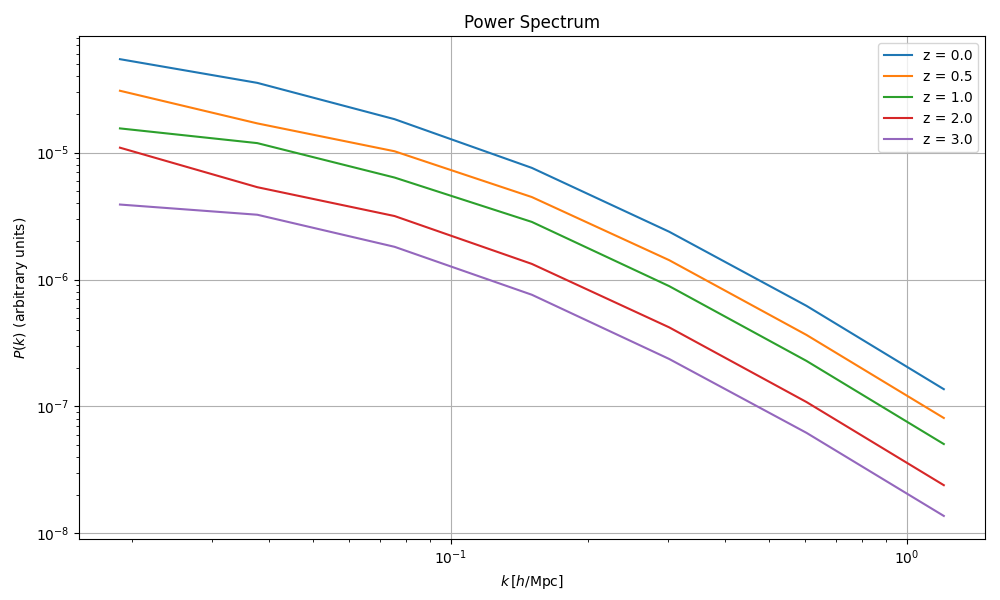 Power Spectrum
z = 0.0
z = 0.5
z = 1.0
z = 2.0
z = 3.0
P(k) (arbitrary units)
10⁻⁵
10⁻⁶
10⁻⁷
10⁻⁸
10⁻¹ 10⁰
k [h/Mpc]